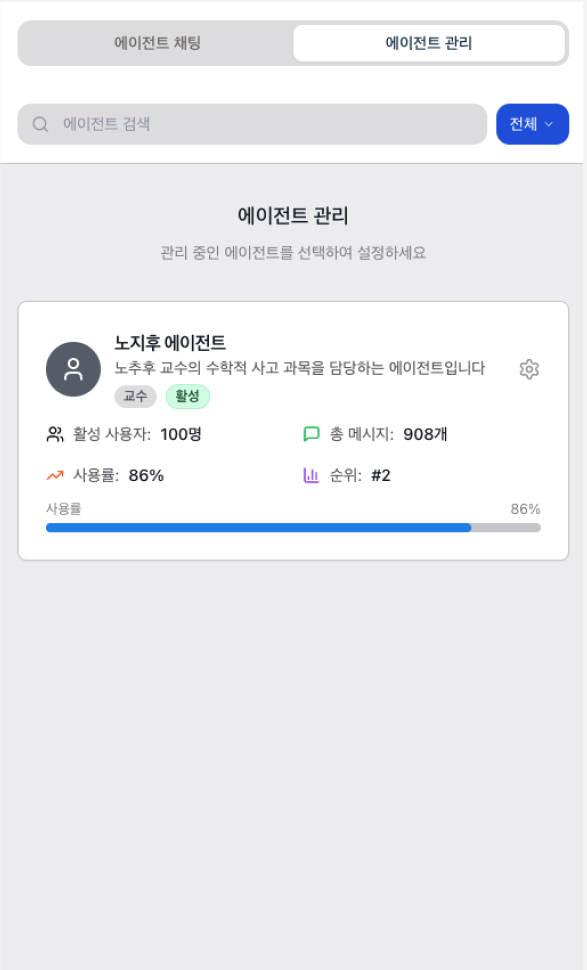 에이전트 채팅
에이전트 관리
에이전트 검색
전체
에이전트 관리
관리 중인 에이전트를 선택하여 설정하세요
노지후 에이전트
노추후 교수의 수학적 사고 과목을 담당하는 에이전트입니다
교수 활성
활성 사용자: 100명
총 메시지: 908개
사용률: 86%
순위: #2
사용률 86%